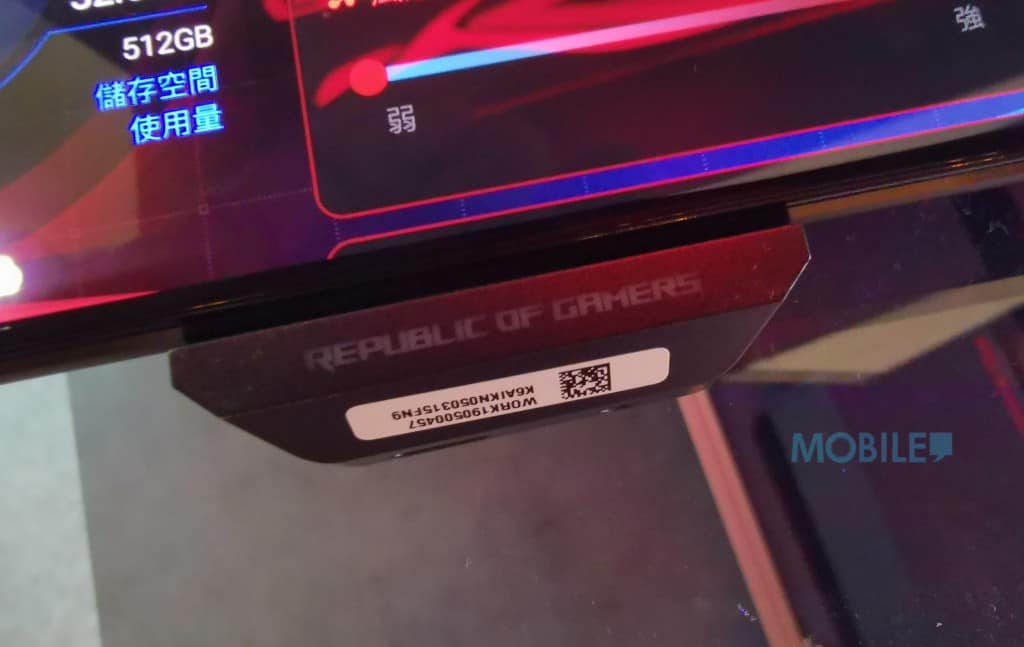 512GB
儲存空間
使用量
弱
強
REPUBLIC OF GAMERS
WORK190500457
K6AIKN050315FN9
MOBILE